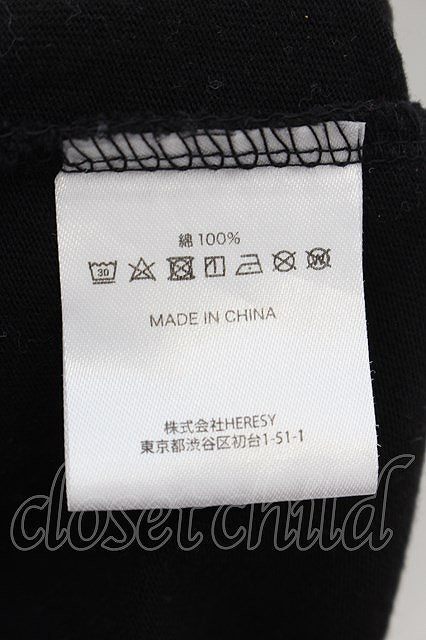 綿 100%
30
W
MADE IN CHINA
株式会社HERESY
東京都渋谷区初台1-51-1
closet child